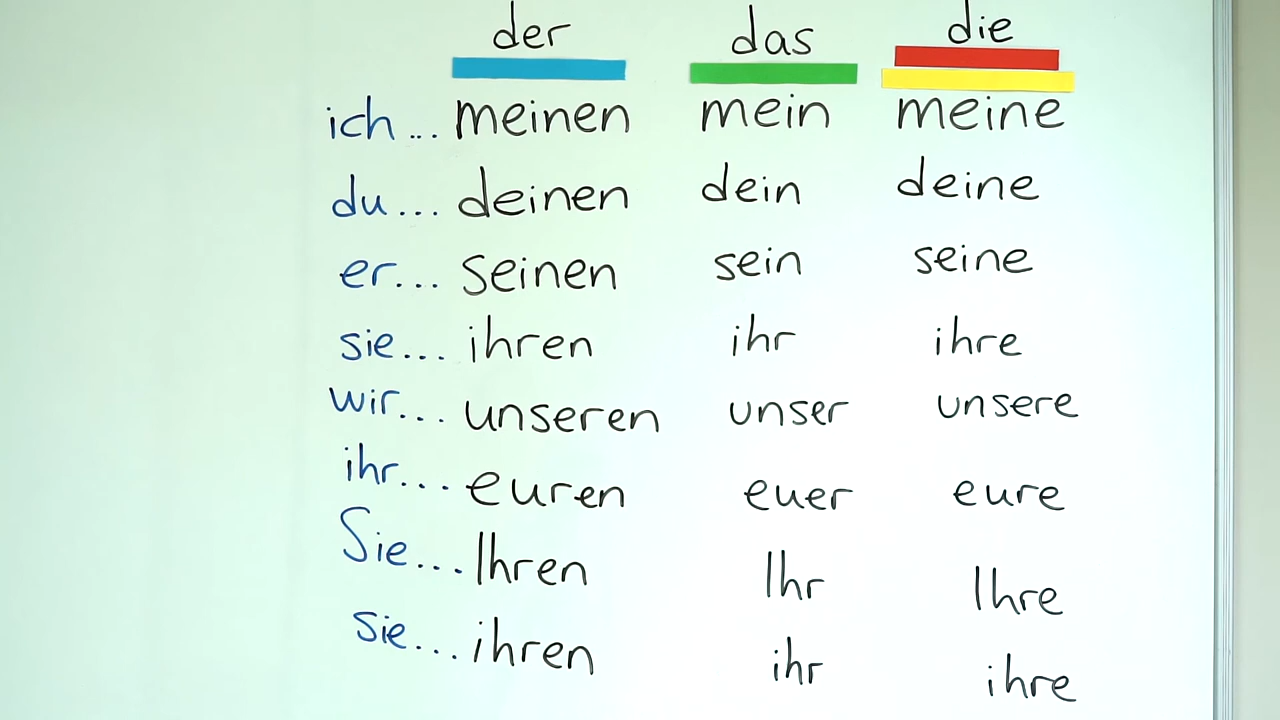 der das die
ich... meinen mein meine
du... deinen dein deine
er... seinen sein seine
sie... ihren ihr ihre
wir... unseren unser unsere
ihr... euren euer eure
Sie... Ihren Ihr Ihre
sie... ihren ihr ihre